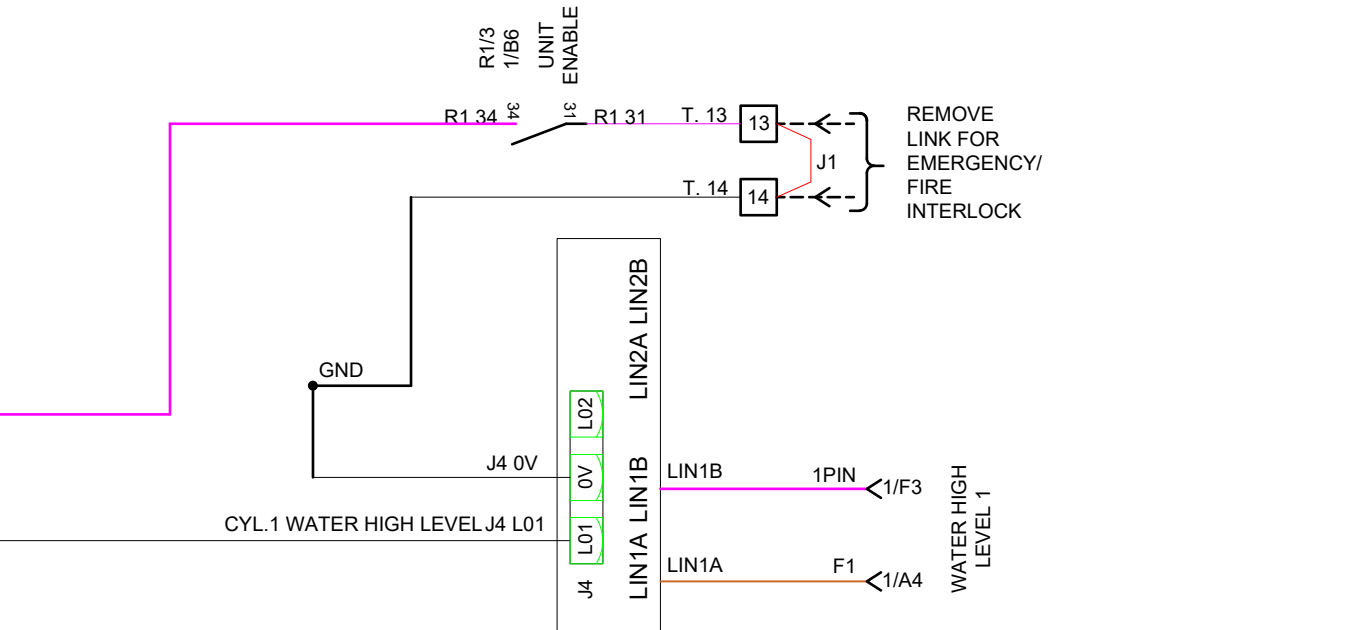 R1/3
1/B6
UNIT
ENABLE
R1 34
34
31
R1 31
T. 13
13
J1
T. 14
14
REMOVE
LINK FOR
EMERGENCY/
FIRE
INTERLOCK
GND
LIN2A LIN2B
L02
J4 0V
0V
CYL.1 WATER HIGH LEVEL J4 L01
L01
J4
LIN1A LIN1B
LIN1B
1PIN
1/F3
LIN1A
F1
1/A4
WATER HIGH
LEVEL 1